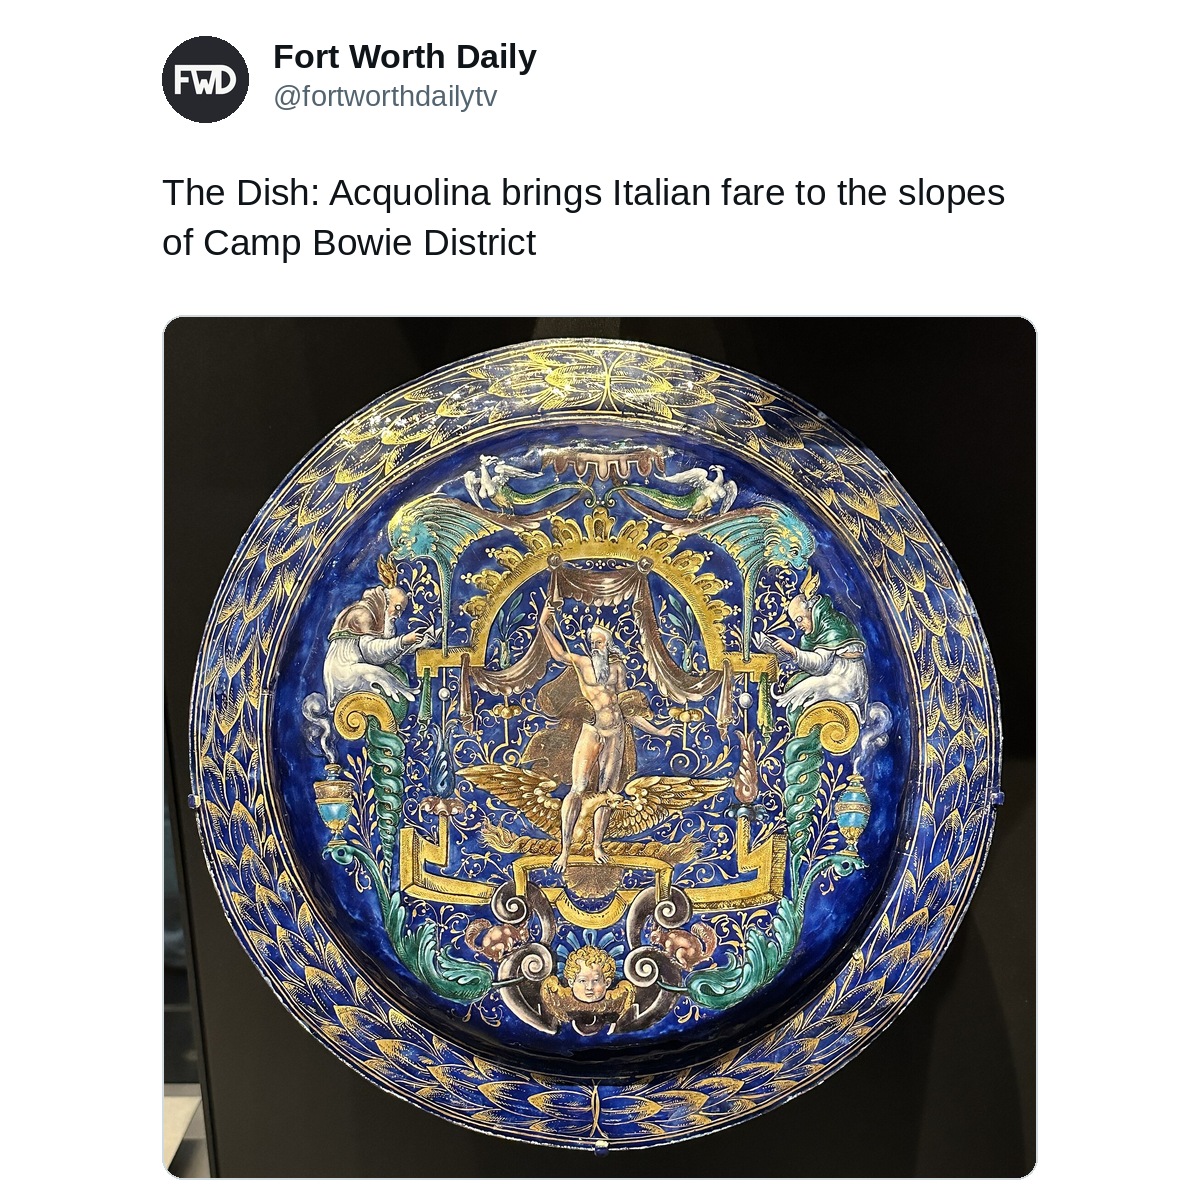 FWD
Fort Worth Daily
@fortworthdailytv
The Dish: Acquolina brings Italian fare to the slopes
of Camp Bowie District